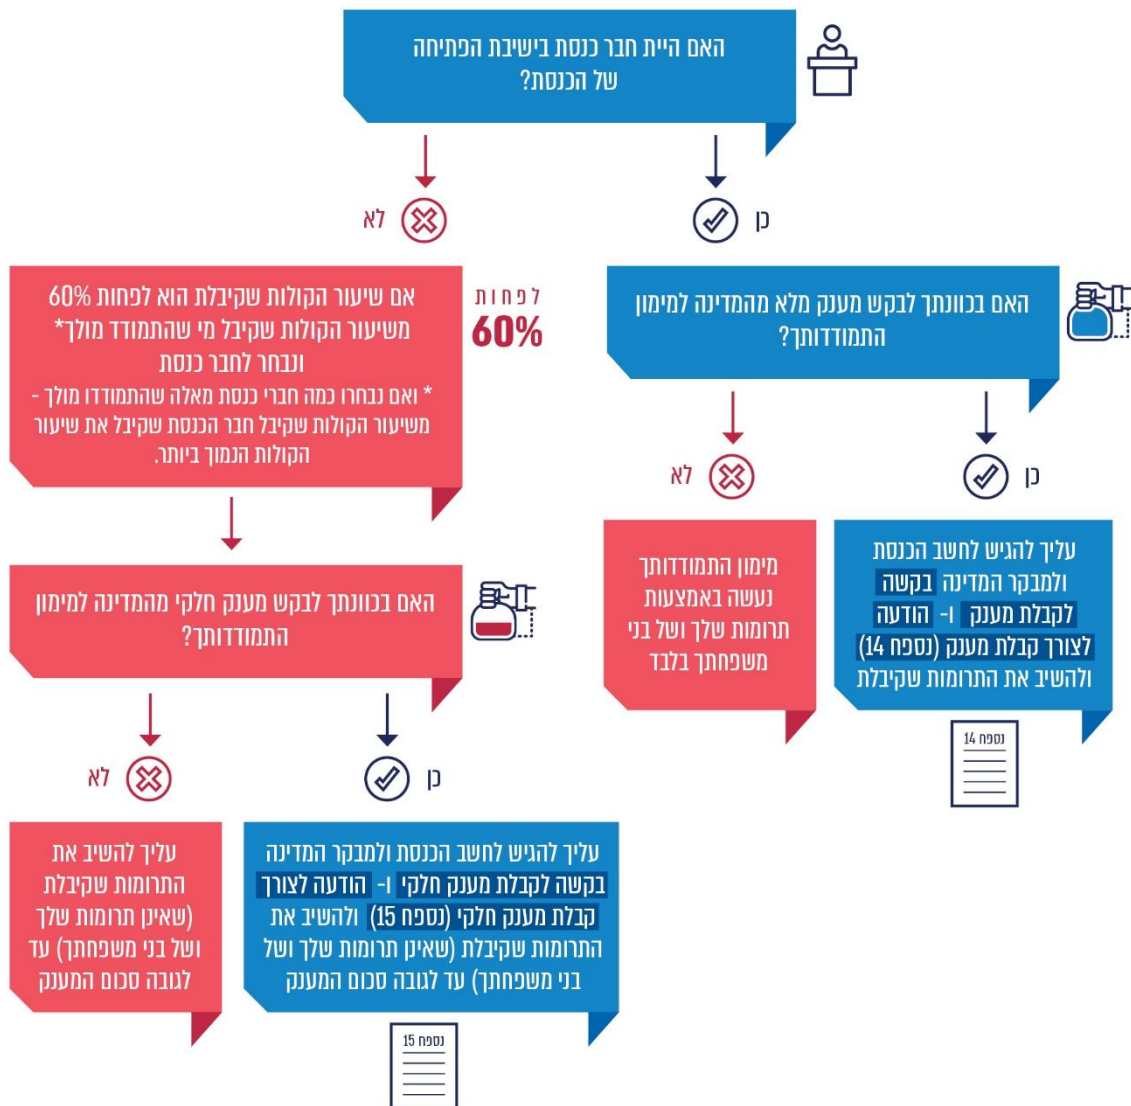 האם היית חבר כנסת בישיבת הפתיחה
של הכנסת?
כן
לא
האם בכוונתך לבקש מענק מלא מהמדינה למימון
התמודדותך?
כן
לא
עליך להגיש לחשב הכנסת
ולמבקר המדינה בקשה
לקבלת מענק ו- הודעה
לצורך קבלת מענק (נספח 14)
ולהשיב את התרומות שקיבלת
נספח 14
מימון התמודדותך
נעשה באמצעות
תרומות שלך ושל בני
משפחתך בלבד
לפחות
60%
אם שיעור הקולות שקיבלת הוא לפחות 60%
משיעור הקולות שקיבל מי שהתמודד מולך*
ונבחר לחבר כנסת
* ואם נבחרו כמה חברי כנסת מאלה שהתמודדו מולך -
משיעור הקולות שקיבל חבר הכנסת שקיבל את שיעור
הקולות הנמוך ביותר.
האם בכוונתך לבקש מענק חלקי מהמדינה למימון
התמודדותך?
כן
לא
עליך להגיש לחשב הכנסת ולמבקר המדינה
בקשה לקבלת מענק חלקי ו- הודעה לצורך
קבלת מענק חלקי (נספח 15) ולהשיב את
התרומות שקיבלת (שאינן תרומות שלך ושל
בני משפחתך) עד לגובה סכום המענק
נספח 15
עליך להשיב את
התרומות שקיבלת
(שאינן תרומות שלך
ושל בני משפחתך) עד
לגובה סכום המענק